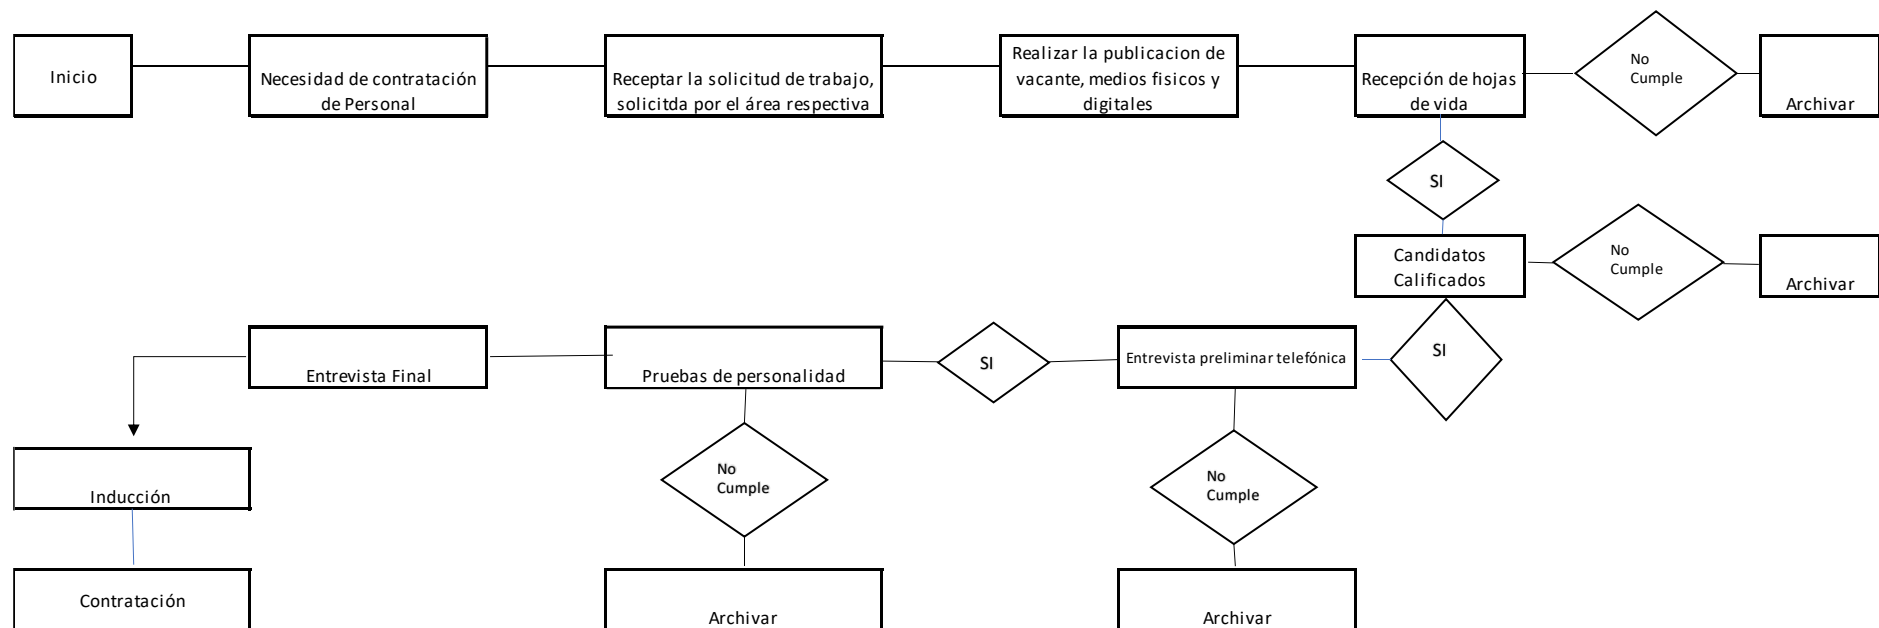 Inicio
Necesidad de contratación
de Personal
Receptar la solicitud de trabajo,
solicitda por el área respectiva
Realizar la publicacion de
vacante, medios fisicos y
digitales
Recepción de hojas
de vida
No
Cumple
Archivar
SI
Candidatos
Calificados
No
Cumple
Archivar
SI
Entrevista preliminar telefónica
SI
Pruebas de personalidad
Entrevista Final
No
Cumple
No
Cumple
Inducción
Contratación
Archivar
Archivar